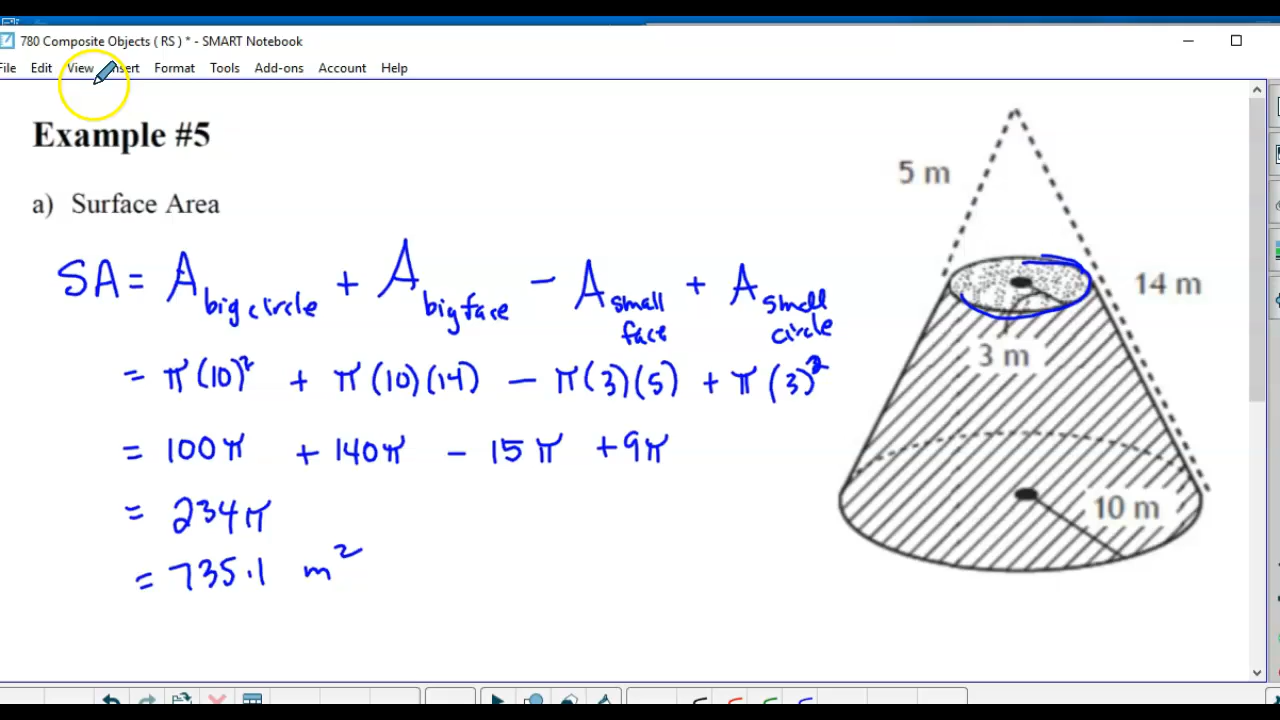 780 Composite Objects ( RS ) * - SMART Notebook
File Edit View Insert Format Tools Add-ons Account Help
Example #5
a) Surface Area
SA = A big circle + A big face - A small face + A small circle
= π(10)² + π(10)(14) - π(3)(5) + π(3)²
= 100π + 140π - 15π + 9π
= 234π
= 735.1 m²
5 m
14 m
3 m
10 m